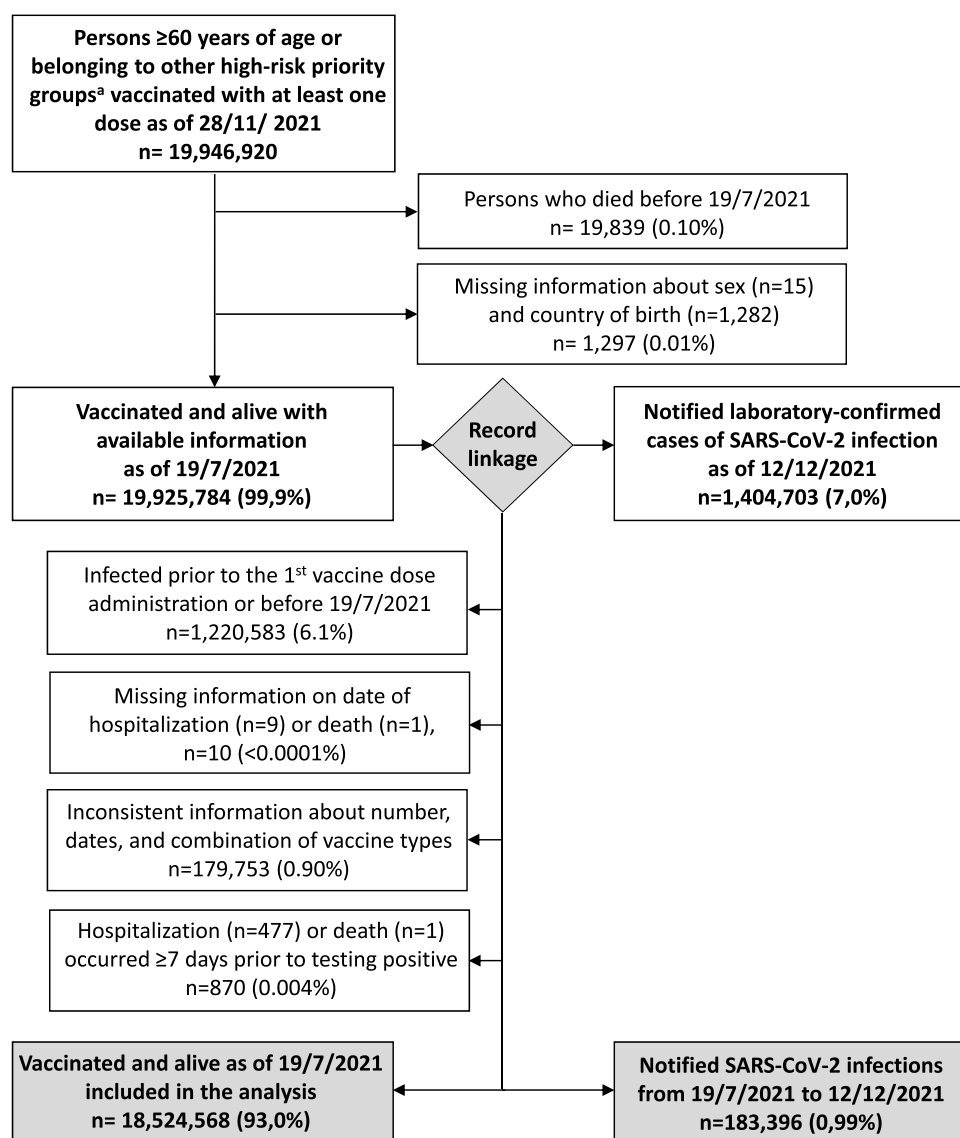 Persons ≥60 years of age or
belonging to other high-risk priority
groupsᵃ vaccinated with at least one
dose as of 28/11/ 2021
n= 19,946,920
Persons who died before 19/7/2021
n= 19,839 (0.10%)
Missing information about sex (n=15)
and country of birth (n=1,282)
n= 1,297 (0.01%)
Vaccinated and alive with
available information
as of 19/7/2021
n= 19,925,784 (99,9%)
Record
linkage
Notified laboratory-confirmed
cases of SARS-CoV-2 infection
as of 12/12/2021
n=1,404,703 (7,0%)
Infected prior to the 1ˢᵗ vaccine dose
administration or before 19/7/2021
n=1,220,583 (6.1%)
Missing information on date of
hospitalization (n=9) or death (n=1),
n=10 (<0.0001%)
Inconsistent information about number,
dates, and combination of vaccine types
n=179,753 (0.90%)
Hospitalization (n=477) or death (n=1)
occurred ≥7 days prior to testing positive
n=870 (0.004%)
Vaccinated and alive as of 19/7/2021
included in the analysis
n= 18,524,568 (93,0%)
Notified SARS-CoV-2 infections
from 19/7/2021 to 12/12/2021
n=183,396 (0,99%)